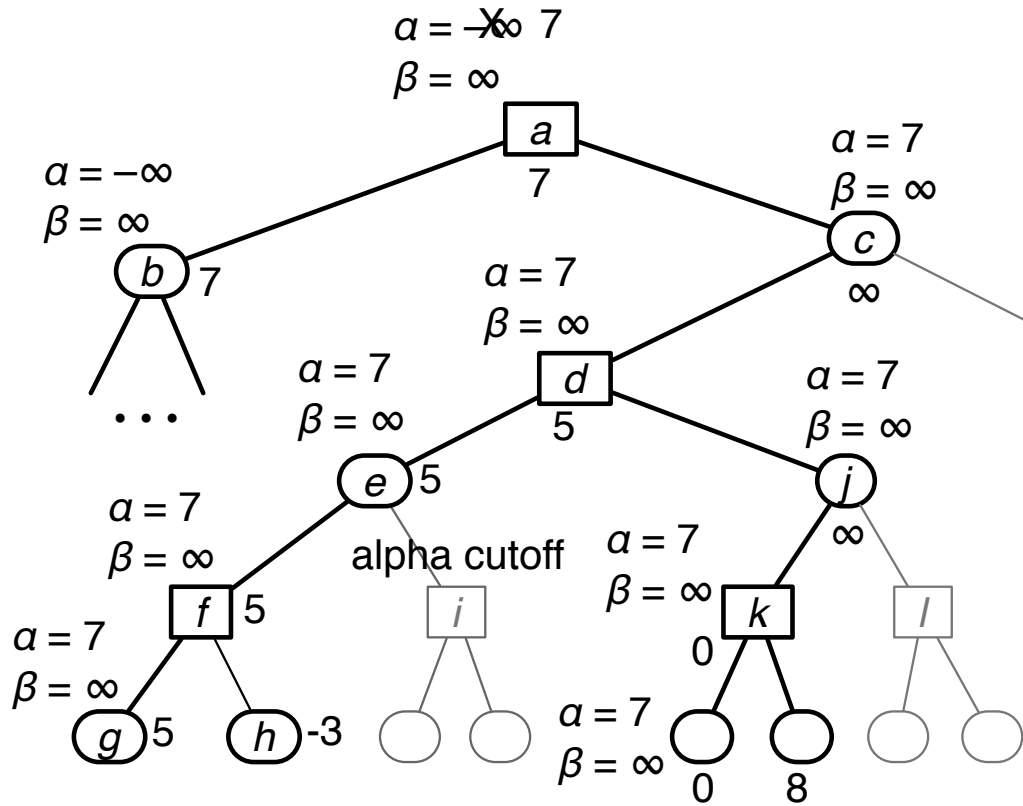 α = –∞ X 7
β = ∞
a
7
α = 7
β = ∞
c
∞
α = –∞
β = ∞
b
7
...
α = 7
β = ∞
d
5
α = 7
β = ∞
e
5
α = 7
β = ∞
j
∞
alpha cutoff
α = 7
β = ∞
f
5
i
α = 7
β = ∞
k
0
l
α = 7
β = ∞
g
5
h
-3
α = 7
β = ∞
0
8